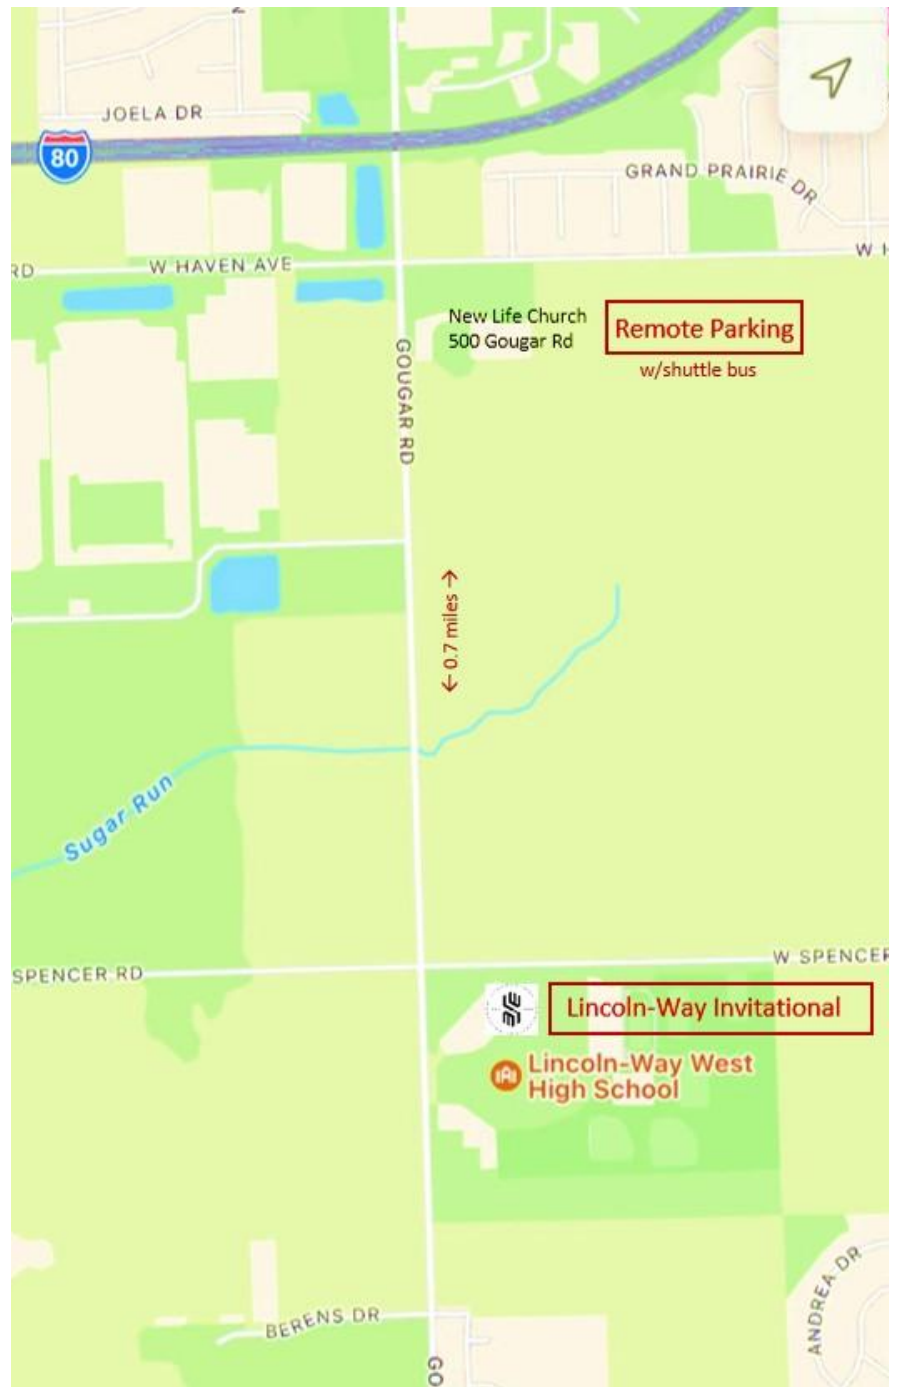 JOELA DR
80
GRAND PRAIRIE DR
W HAVEN AVE
RD
W H
New Life Church
500 Gougar Rd
Remote Parking
w/shuttle bus
GOUGAR RD
← 0.7 miles →
Sugar Run
SPENCER RD
W SPENCER
Lincoln-Way Invitational
Lincoln-Way West
High School
ANDREA DR
BERENS DR
GO